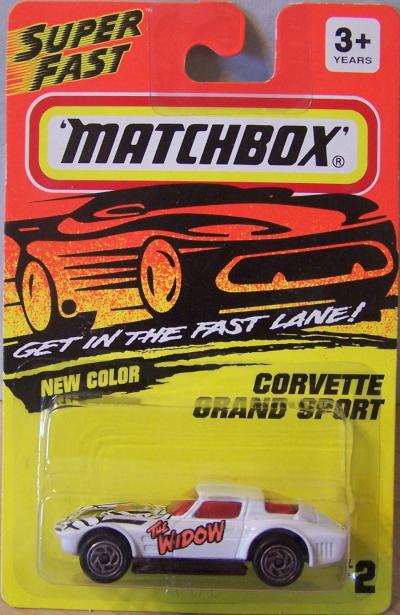 SUPER
FAST
3+
YEARS
'MATCHBOX'®
GET IN THE FAST LANE!
NEW COLOR
CORVETTE
GRAND SPORT
THE
WIDOW
2